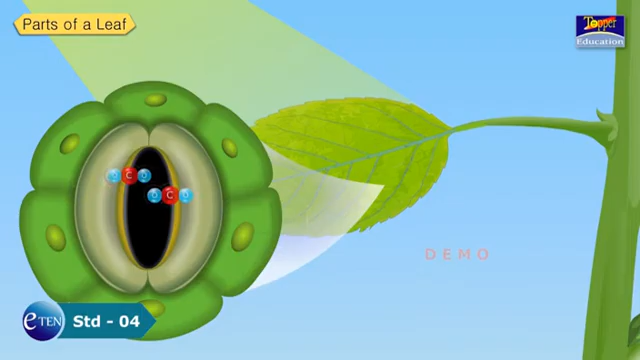 Parts of a Leaf
Topper
Education
O C O
O C O
DEMO
eTEN
Std - 04